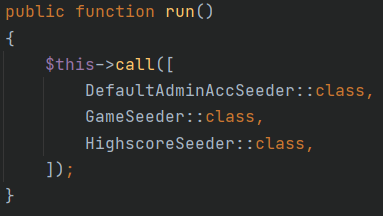 public function run()
{
    $this->call([
        DefaultAdminAccSeeder::class,
        GameSeeder::class,
        HighscoreSeeder::class,
    ]);
}